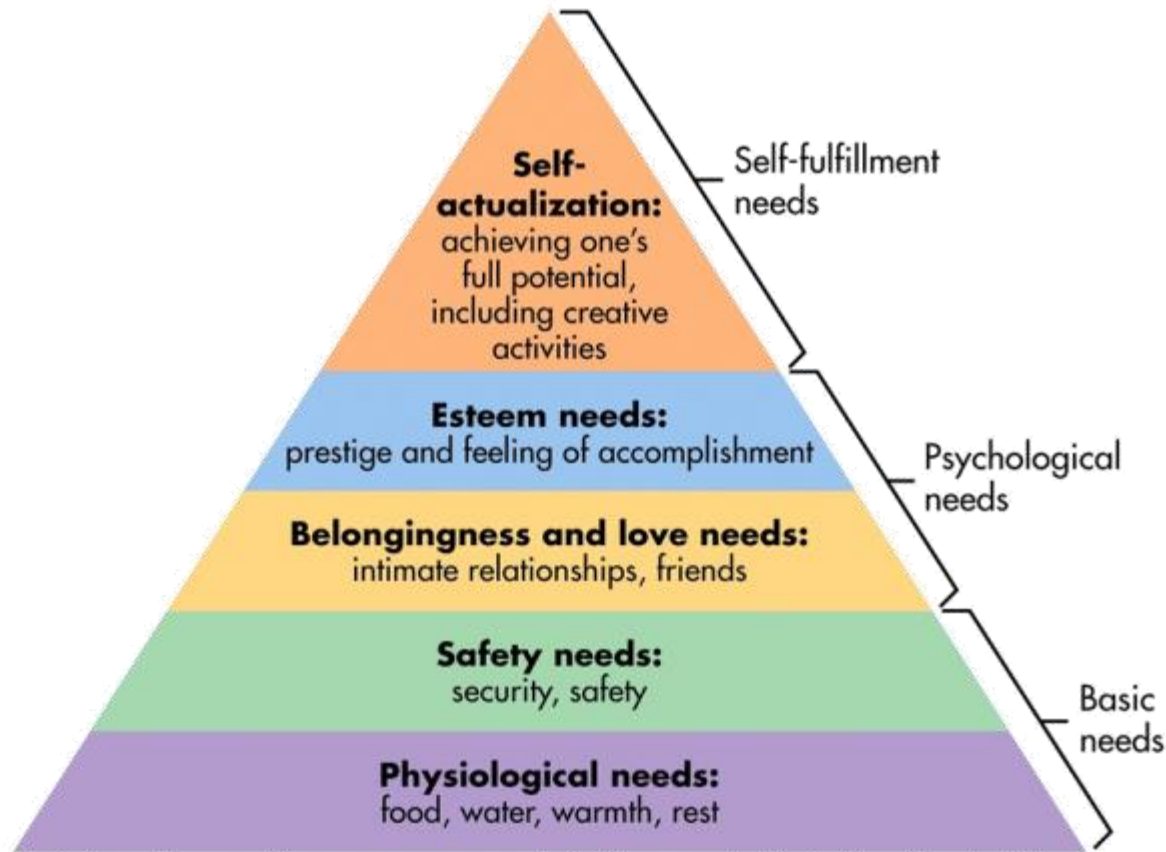 Self-
actualization:
achieving one's
full potential,
including creative
activities
Self-fulfillment
needs
Esteem needs:
prestige and feeling of accomplishment
Psychological
needs
Belongingness and love needs:
intimate relationships, friends
Safety needs:
security, safety
Basic
needs
Physiological needs:
food, water, warmth, rest